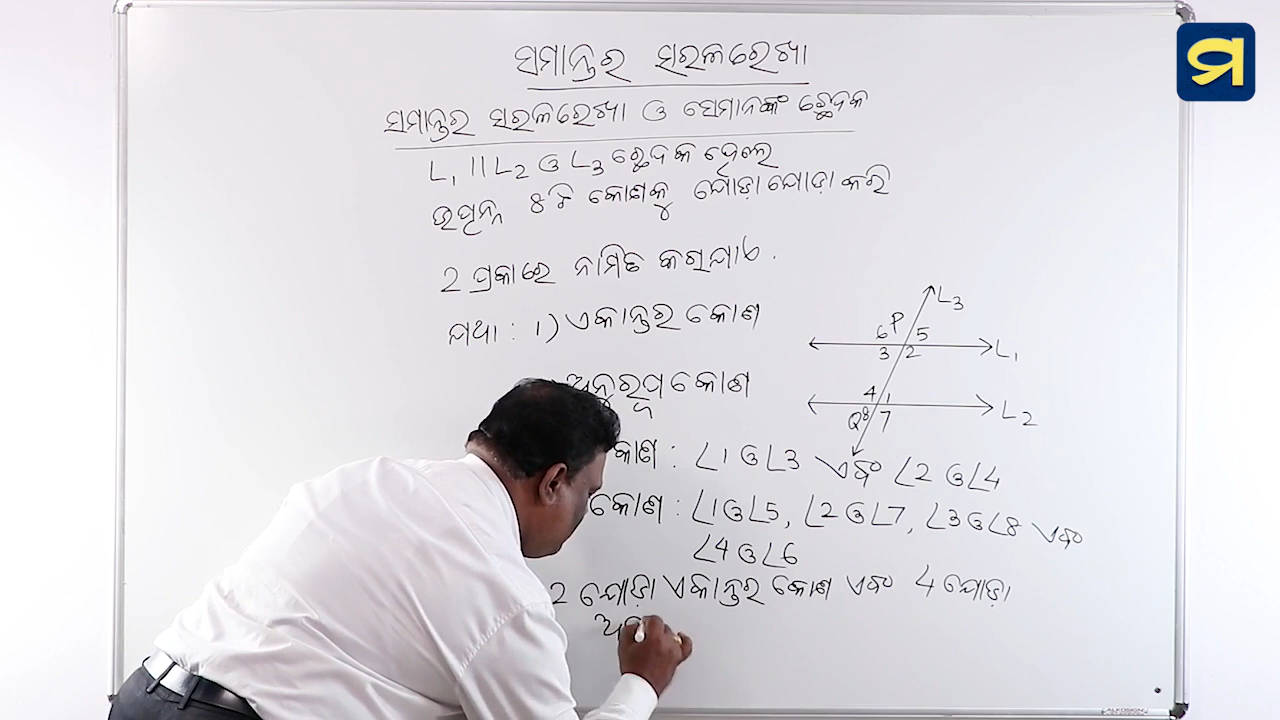 ସମାନ୍ତର ସରଳରେଖା
ସମାନ୍ତର ସରଳରେଖା ଓ ସେମାନଙ୍କ ଛେଦକ
L₁ || L₂ ଓ L₃ ଛେଦକ ହେଲେ
ଉତ୍ପନ୍ନ ୫ଟି କୋଣକୁ ଯୋଡ଼ା ଯୋଡ଼ା କରି
2 ପ୍ରକାରେ ନାମିତ କରାଯାଏ .
ଯଥା : 1) ଏକାନ୍ତର କୋଣ
ଅନୁରୂପ କୋଣ
କୋଣ : ∠1 ଓ ∠3 ଏବଂ ∠2 ଓ ∠4
କୋଣ : ∠1 ଓ ∠5, ∠2 ଓ ∠7, ∠3 ଓ ∠8 ଏବଂ
∠4 ଓ ∠6
2 ଯୋଡ଼ା ଏକାନ୍ତର କୋଣ ଏବଂ 4 ଯୋଡ଼ା
L₃
6 P 5
3 2 L₁
4 1
Q 8 7 L₂
ମ